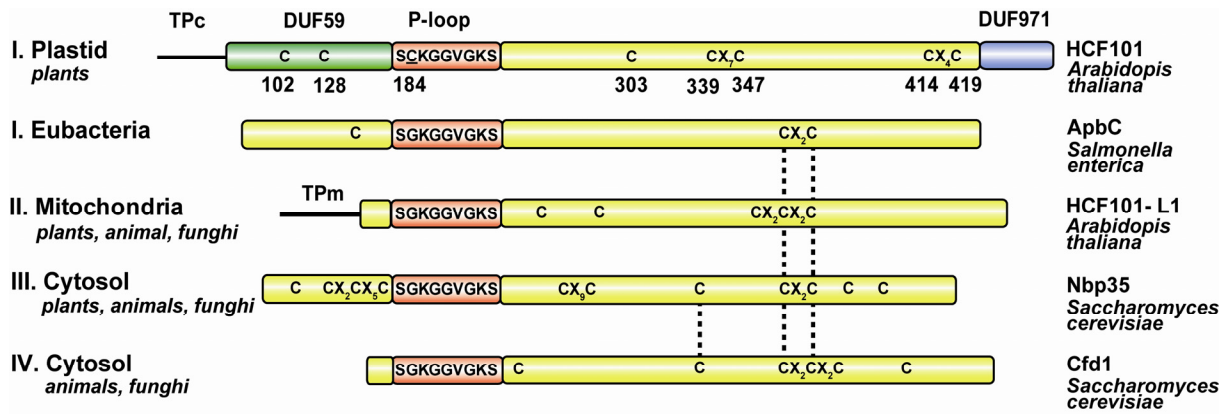 TPc DUF59 P-loop DUF971
I. Plastid C C SCKGGVGKS C CX₇C CX₄C HCF101
plants Arabidopsis
102 128 184 303 339 347 414 419 thaliana
I. Eubacteria C SGKGGVGKS CX₂C ApbC
Salmonella
enterica
TPm
II. Mitochondria SGKGGVGKS C C CX₂CX₂C HCF101- L1
plants, animal, funghi Arabidopsis
thaliana
III. Cytosol C CX₂CX₅C SGKGGVGKS CX₉C C CX₂C C C Nbp35
plants, animals, funghi Saccharomyces
cerevisiae
IV. Cytosol SGKGGVGKS C C CX₂CX₂C C Cfd1
animals, funghi Saccharomyces
cerevisiae